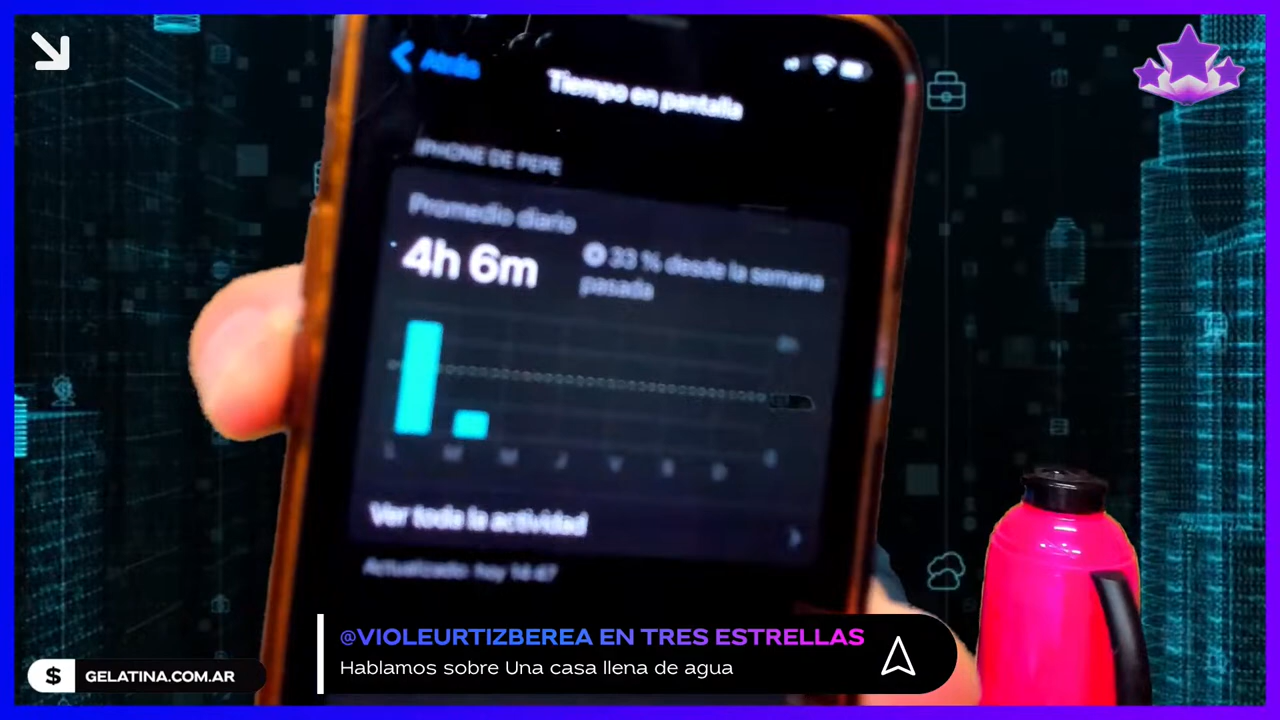 Atrás
Tiempo en pantalla
IPHONE DE PEPE
Promedio diario
4h 6m
33 % desde la semana
pasada
L M M J V S D
Ver toda la actividad
Actualizado: hoy 14:47
@VIOLEURTIZBEREA EN TRES ESTRELLAS
Hablamos sobre Una casa llena de agua
$ GELATINA.COM.AR